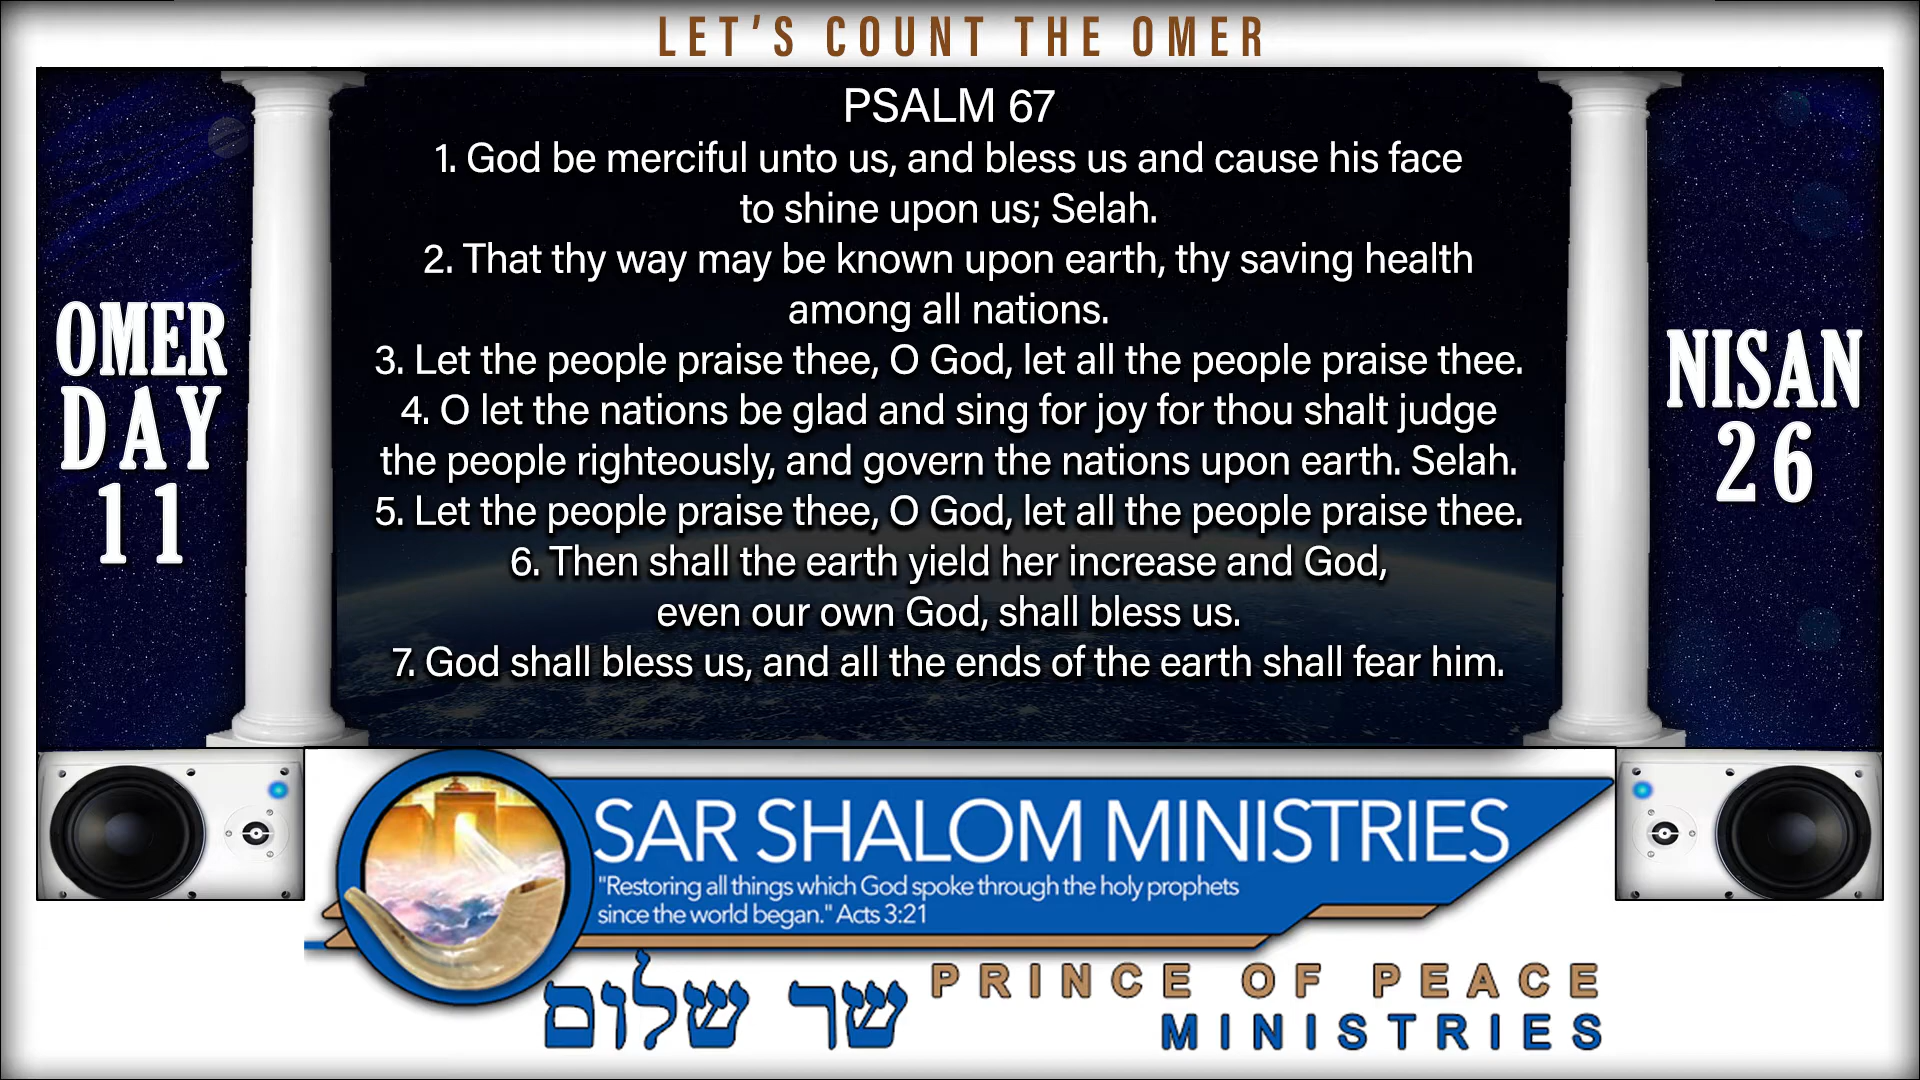 LET'S COUNT THE OMER
OMER
DAY
11
PSALM 67
1. God be merciful unto us, and bless us and cause his face
to shine upon us; Selah.
2. That thy way may be known upon earth, thy saving health
among all nations.
3. Let the people praise thee, O God, let all the people praise thee.
4. O let the nations be glad and sing for joy for thou shalt judge
the people righteously, and govern the nations upon earth. Selah.
5. Let the people praise thee, O God, let all the people praise thee.
6. Then shall the earth yield her increase and God,
even our own God, shall bless us.
7. God shall bless us, and all the ends of the earth shall fear him.
NISAN
26
SAR SHALOM MINISTRIES
"Restoring all things which God spoke through the holy prophets
since the world began." Acts 3:21
שר שלום
PRINCE OF PEACE
MINISTRIES